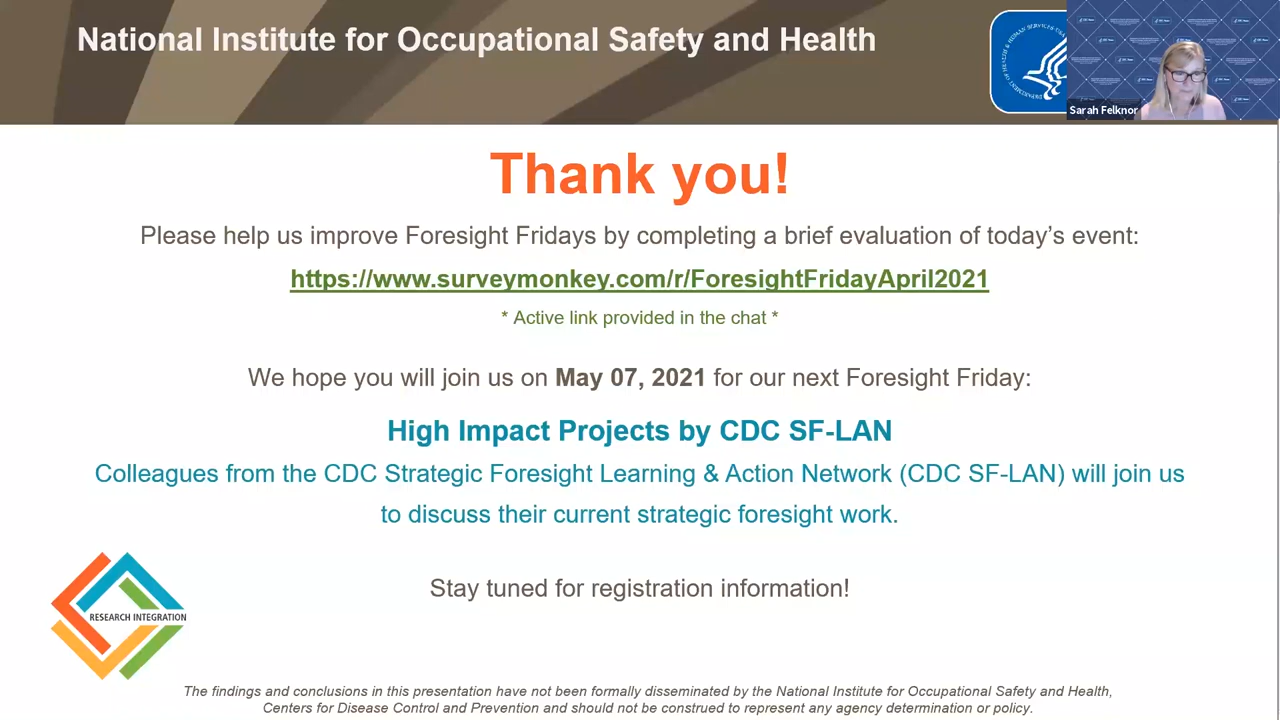 National Institute for Occupational Safety and Health
Sarah Felknor
Thank you!
Please help us improve Foresight Fridays by completing a brief evaluation of today’s event:
https://www.surveymonkey.com/r/ForesightFridayApril2021
* Active link provided in the chat *
We hope you will join us on May 07, 2021 for our next Foresight Friday:
High Impact Projects by CDC SF-LAN
Colleagues from the CDC Strategic Foresight Learning & Action Network (CDC SF-LAN) will join us
to discuss their current strategic foresight work.
Stay tuned for registration information!
RESEARCH INTEGRATION
The findings and conclusions in this presentation have not been formally disseminated by the National Institute for Occupational Safety and Health,
Centers for Disease Control and Prevention and should not be construed to represent any agency determination or policy.